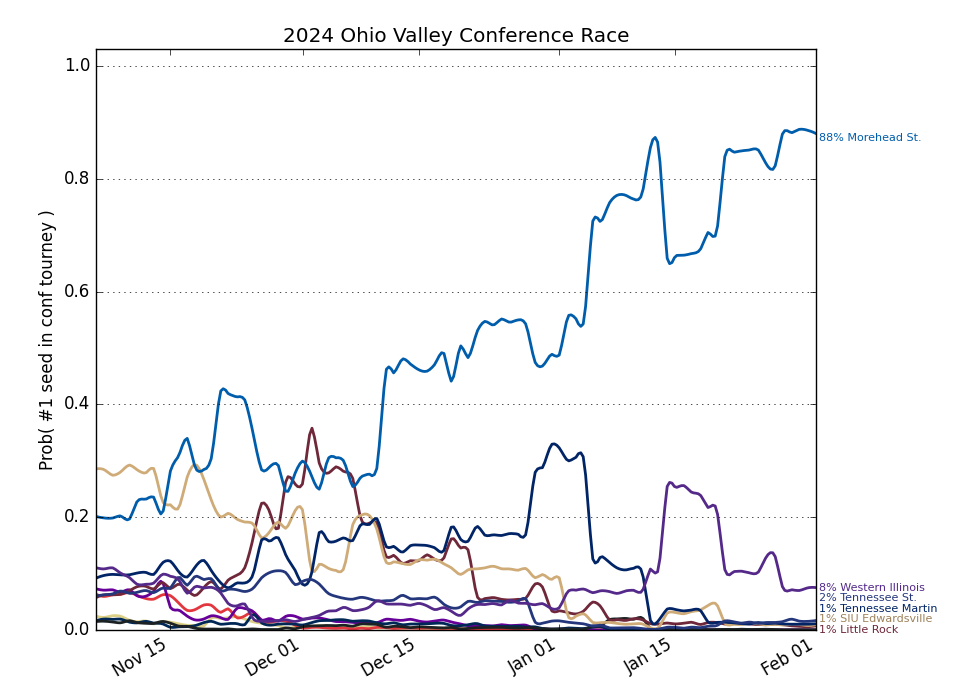 2024 Ohio Valley Conference Race
Prob( #1 seed in conf tourney )
1.0
0.8
0.6
0.4
0.2
0.0
Nov 15
Dec 01
Dec 15
Jan 01
Jan 15
Feb 01
88% Morehead St.
8% Western Illinois
2% Tennessee St.
1% Tennessee Martin
1% SIU Edwardsville
1% Little Rock